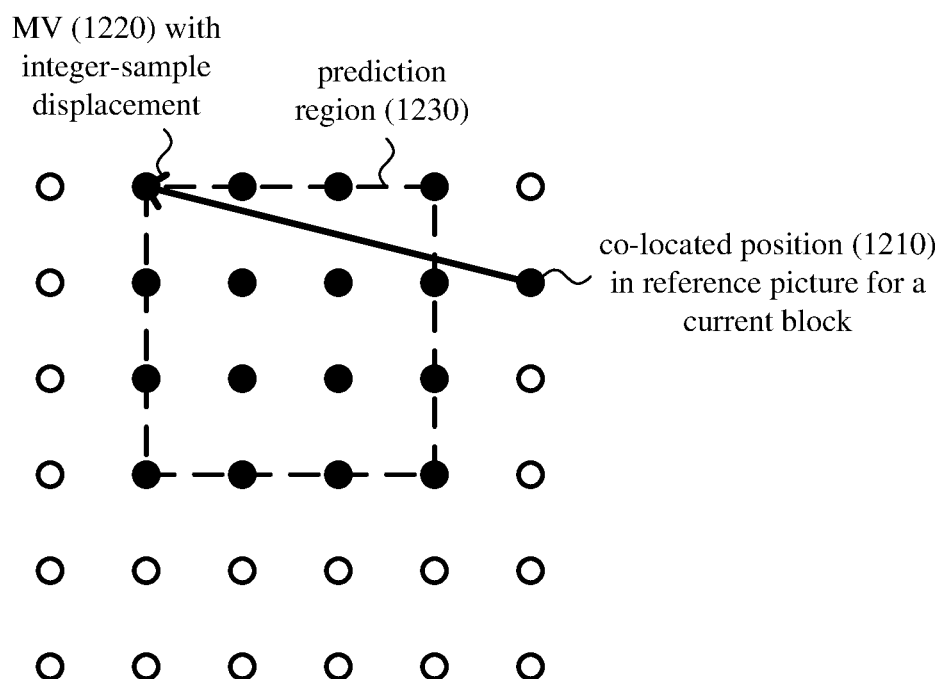 MV (1220) with
integer-sample
displacement
prediction
region (1230)
co-located position (1210)
in reference picture for a
current block